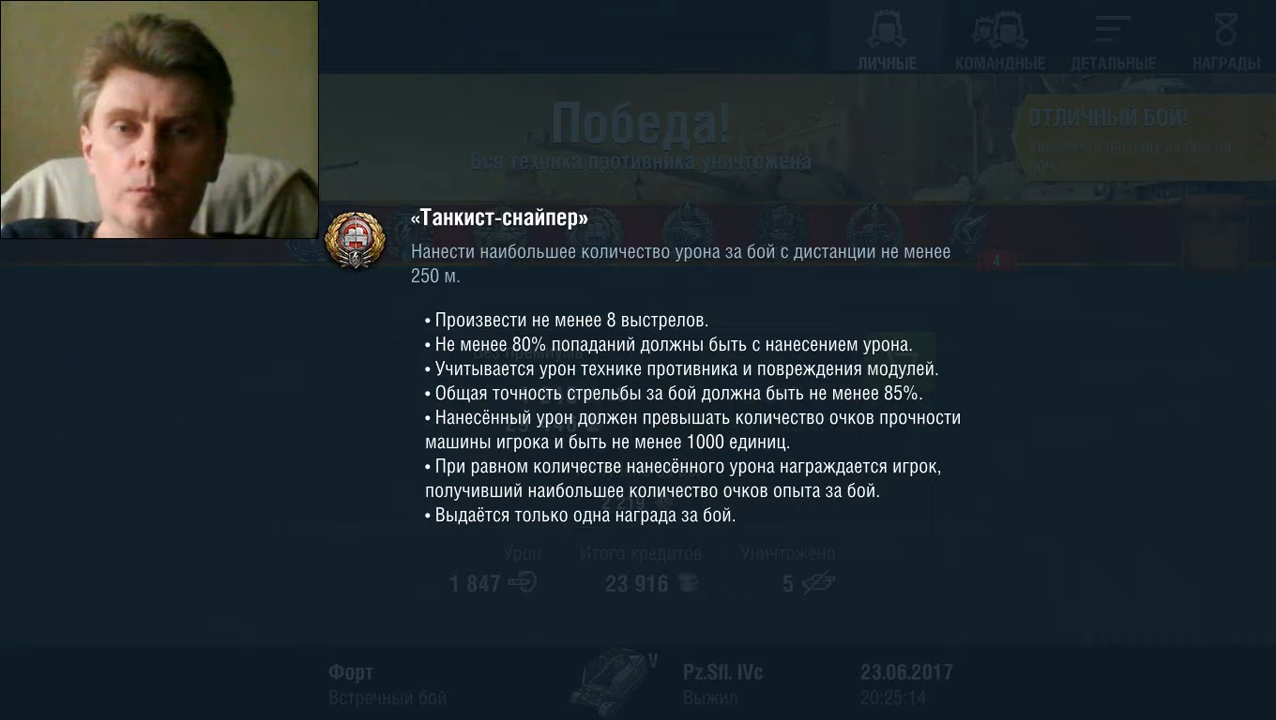 ЛИЧНЫЕ КОМАНДНЫЕ ДЕТАЛЬНЫЕ НАГРАДЫ
Победа!
Вся техника противника уничтожена
ОТЛИЧНЫЙ БОЙ!
«Танкист-снайпер»
Нанести наибольшее количество урона за бой с дистанции не менее
250 м.
4
• Произвести не менее 8 выстрелов.
• Не менее 80% попаданий должны быть с нанесением урона.
• Учитывается урон технике противника и повреждения модулей.
• Общая точность стрельбы за бой должна быть не менее 85%.
• Нанесённый урон должен превышать количество очков прочности
машины игрока и быть не менее 1000 единиц.
• При равном количестве нанесённого урона награждается игрок,
получивший наибольшее количество очков опыта за бой.
• Выдаётся только одна награда за бой.
Урон Итого кредитов Уничтожено
1 847 23 916 5
Форт V Pz.Sfl. IVc 23.06.2017
Встречный бой Выжил 20:25:14